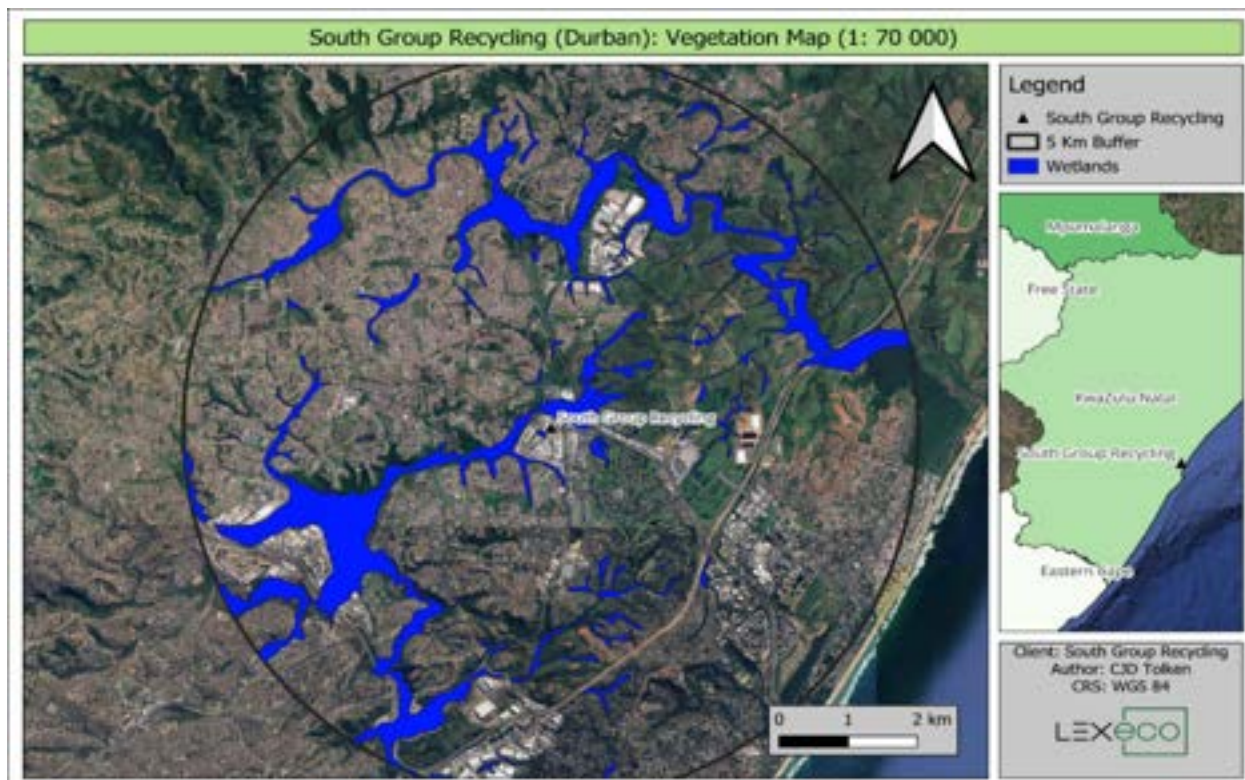 South Group Recycling (Durban): Vegetation Map (1: 70 000)
Legend
South Group Recycling
5 Km Buffer
Wetlands
South Group Recycling
0 1 2 km
Mpumalanga
Free State
KwaZulu Natal
South Group Recycling
Eastern Cape
Client: South Group Recycling
Author: CJD Tolken
CRS: WGS 84
LEXeco